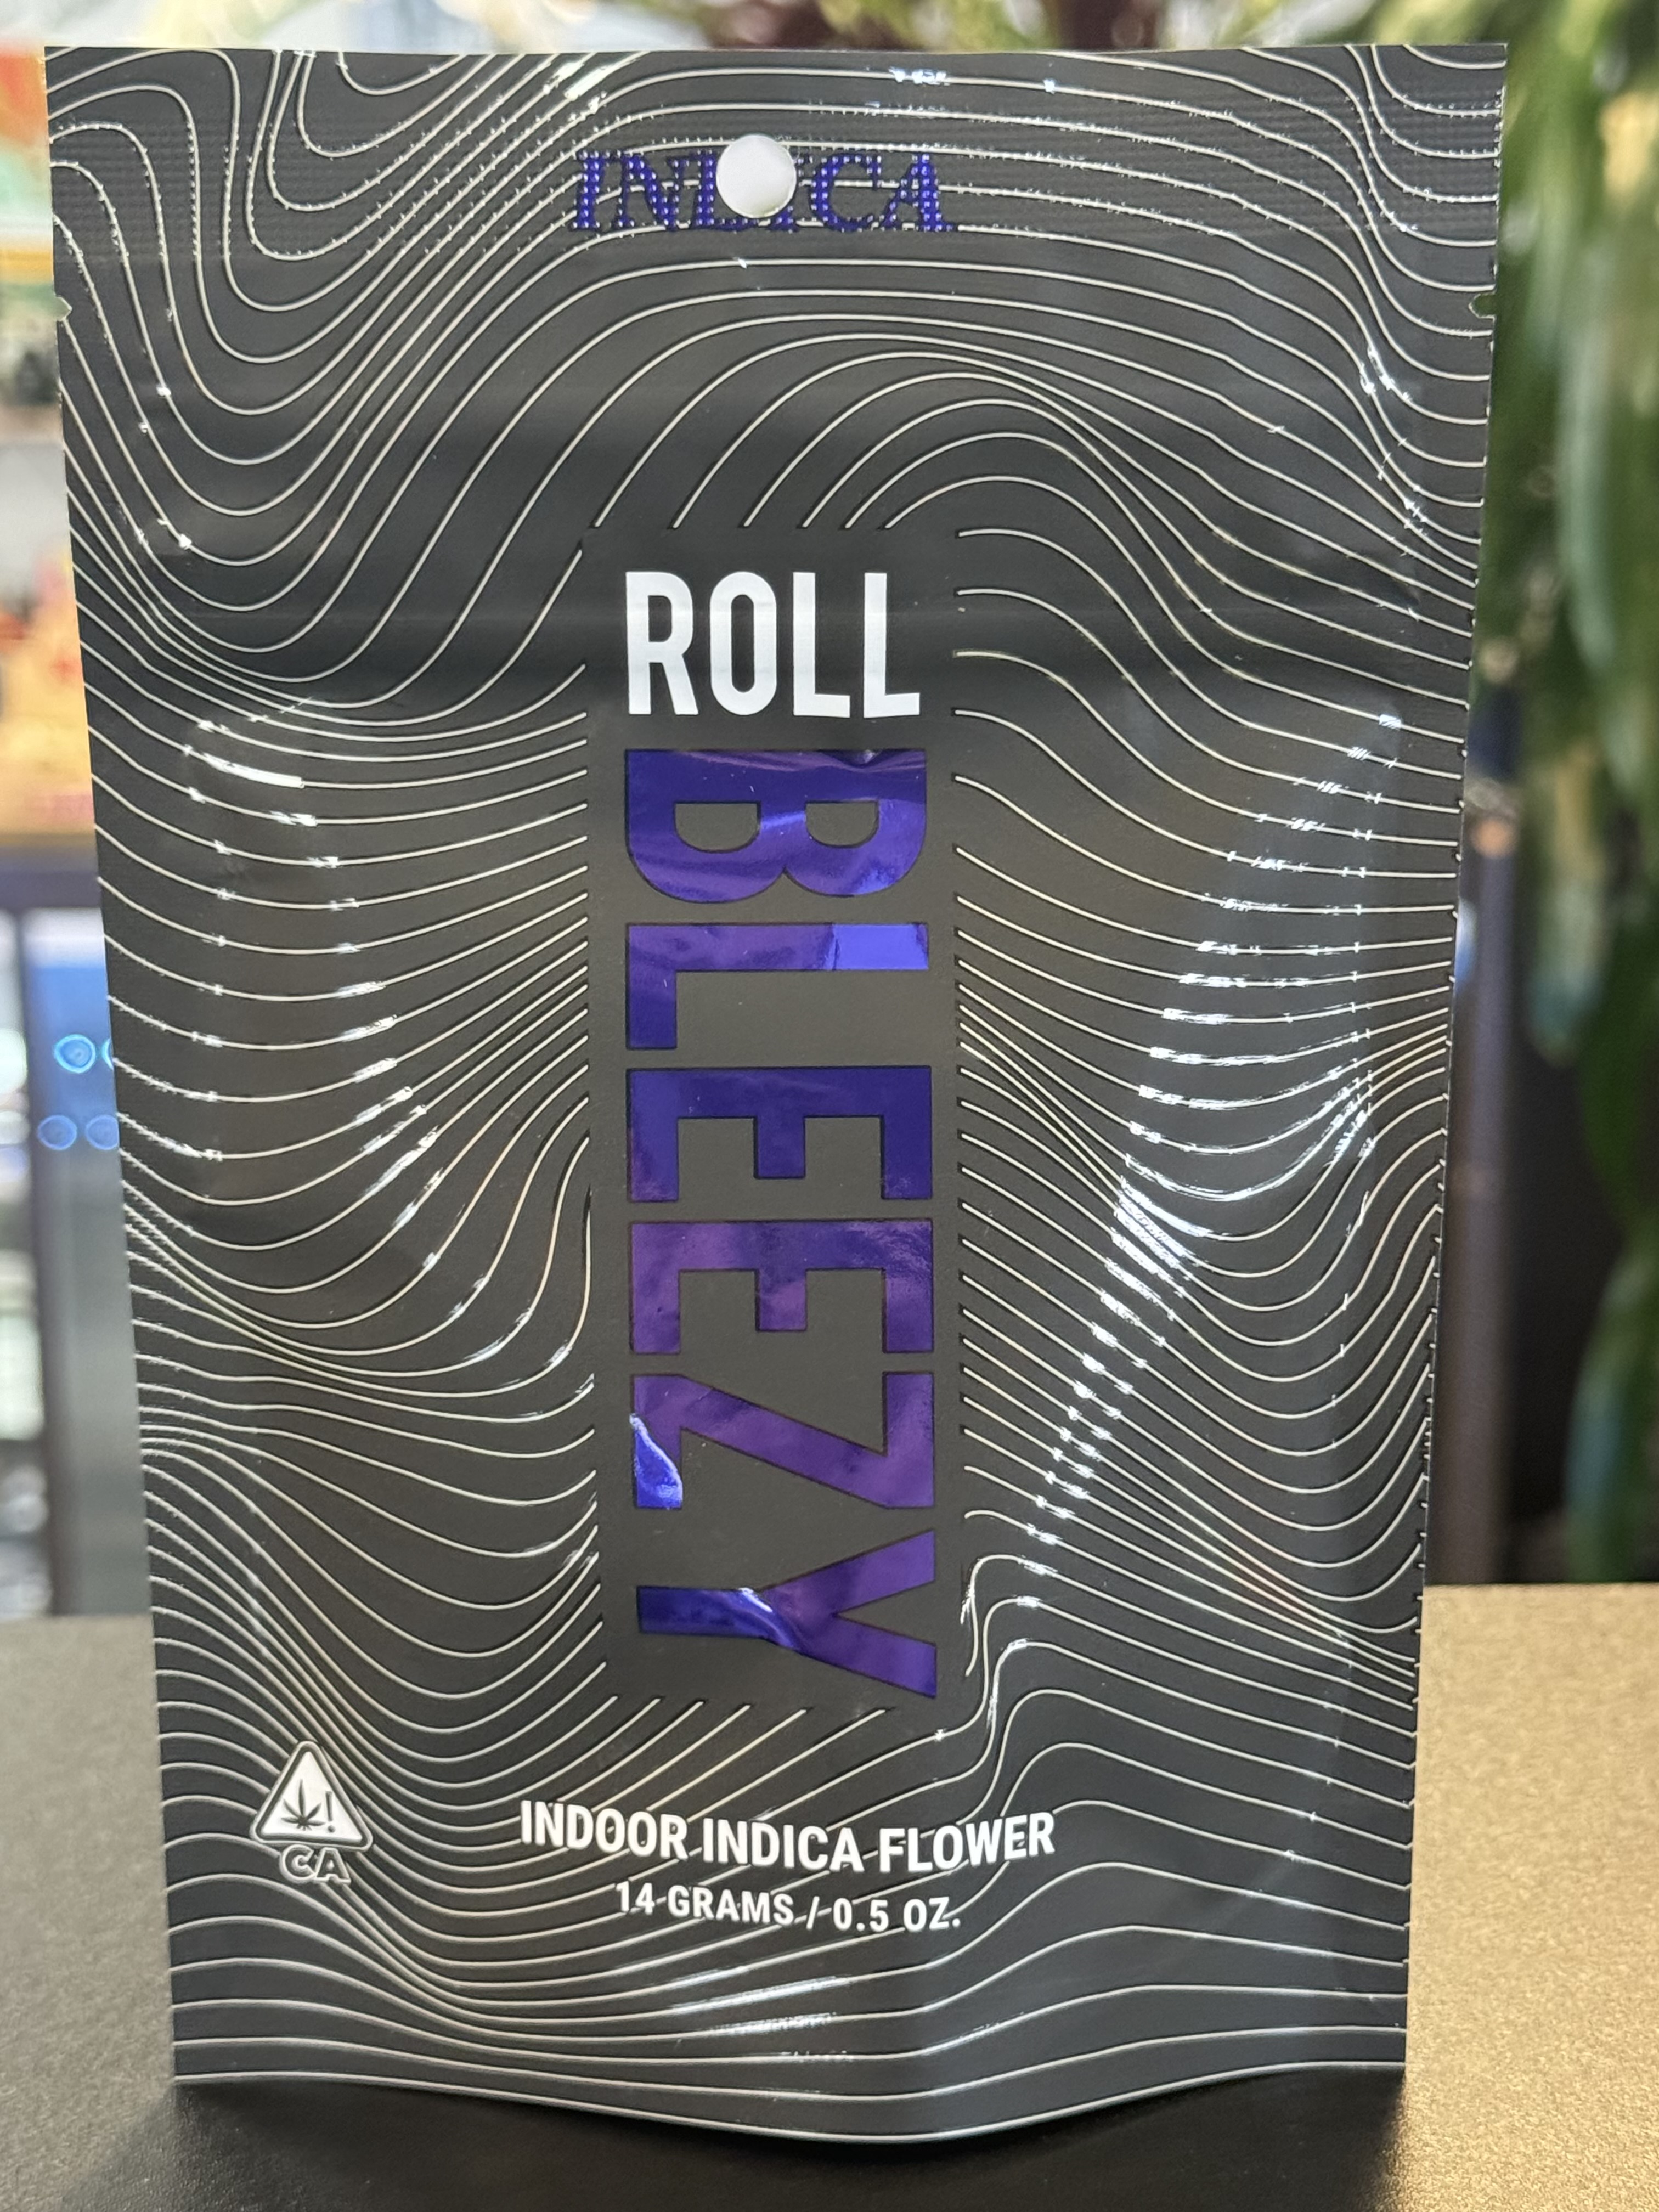 INDICA
ROLL
BLEEZY
CA
INDOOR INDICA FLOWER
14 GRAMS / 0.5 OZ.